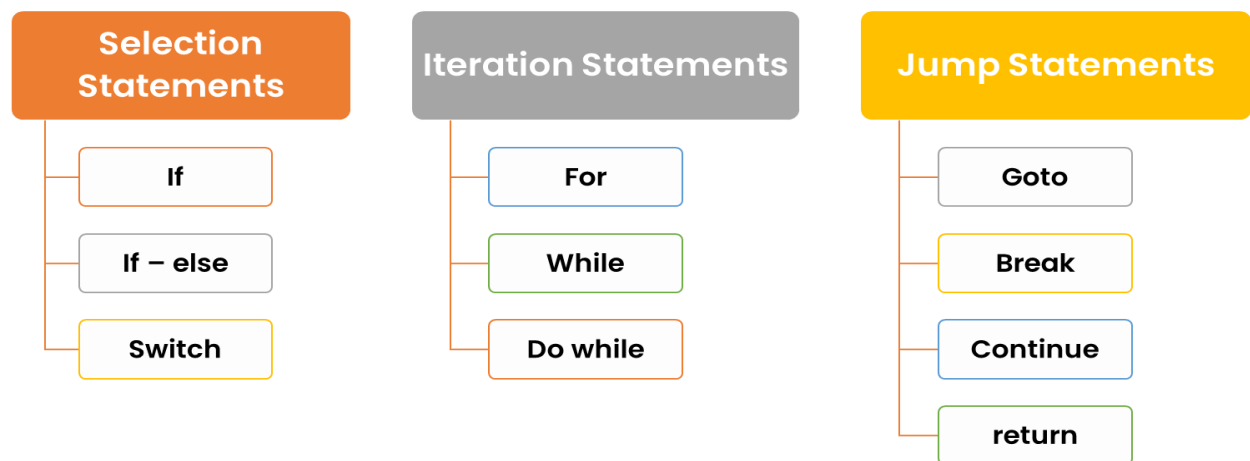 Selection
Statements
If
If – else
Switch
Iteration Statements
For
While
Do while
Jump Statements
Goto
Break
Continue
return